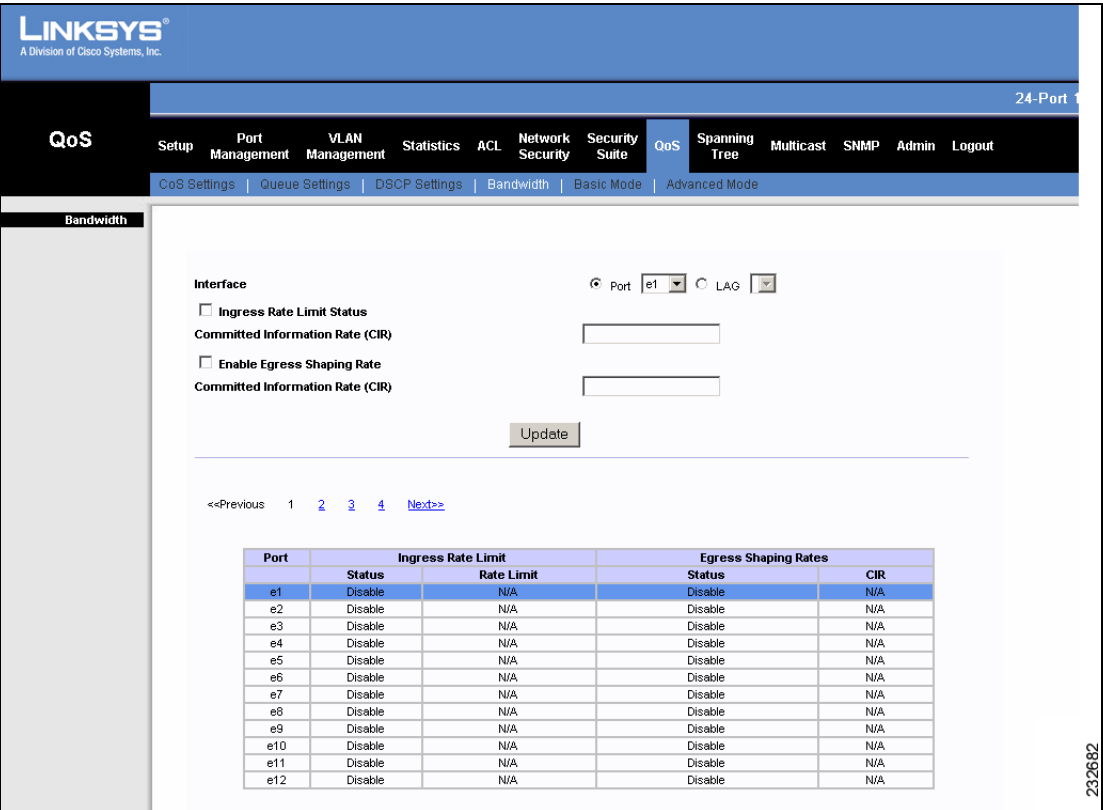 LINKSYS®
A Division of Cisco Systems, Inc.
24-Port 1
QoS
Setup Port Management VLAN Management Statistics ACL Network Security Security Suite QoS Spanning Tree Multicast SNMP Admin Logout
CoS Settings | Queue Settings | DSCP Settings | Bandwidth | Basic Mode | Advanced Mode
Bandwidth
Interface Port e1 LAG
Ingress Rate Limit Status
Committed Information Rate (CIR)
Enable Egress Shaping Rate
Committed Information Rate (CIR)
Update
<<Previous 1 2 3 4 Next>>
Port Ingress Rate Limit Egress Shaping Rates
Status Rate Limit Status CIR
e1 Disable N/A Disable N/A
e2 Disable N/A Disable N/A
e3 Disable N/A Disable N/A
e4 Disable N/A Disable N/A
e5 Disable N/A Disable N/A
e6 Disable N/A Disable N/A
e7 Disable N/A Disable N/A
e8 Disable N/A Disable N/A
e9 Disable N/A Disable N/A
e10 Disable N/A Disable N/A
e11 Disable N/A Disable N/A
e12 Disable N/A Disable N/A
232682